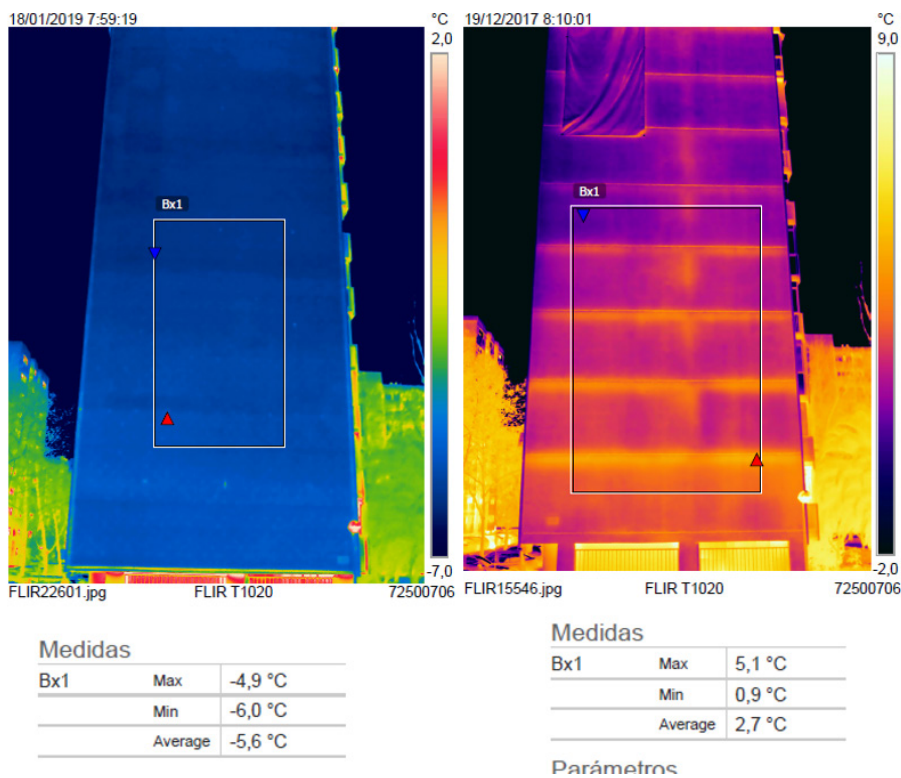 18/01/2019 7:59:19 °C
2,0
Bx1
-7,0
FLIR22601.jpg FLIR T1020 72500706
Medidas
Bx1 Max -4,9 °C
Min -6,0 °C
Average -5,6 °C
19/12/2017 8:10:01 °C
9,0
Bx1
-2,0
FLIR15546.jpg FLIR T1020 72500706
Medidas
Bx1 Max 5,1 °C
Min 0,9 °C
Average 2,7 °C
Parámetros